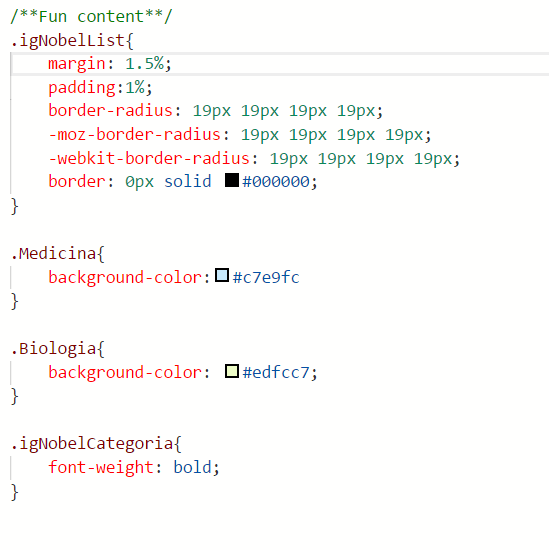 /**Fun content**/
.igNobelList{
margin: 1.5%;
padding:1%;
border-radius: 19px 19px 19px 19px;
-moz-border-radius: 19px 19px 19px 19px;
-webkit-border-radius: 19px 19px 19px 19px;
border: 0px solid #000000;
}
.Medicina{
background-color:#c7e9fc
}
.Biologia{
background-color: #edfcc7;
}
.igNobelCategoria{
font-weight: bold;
}